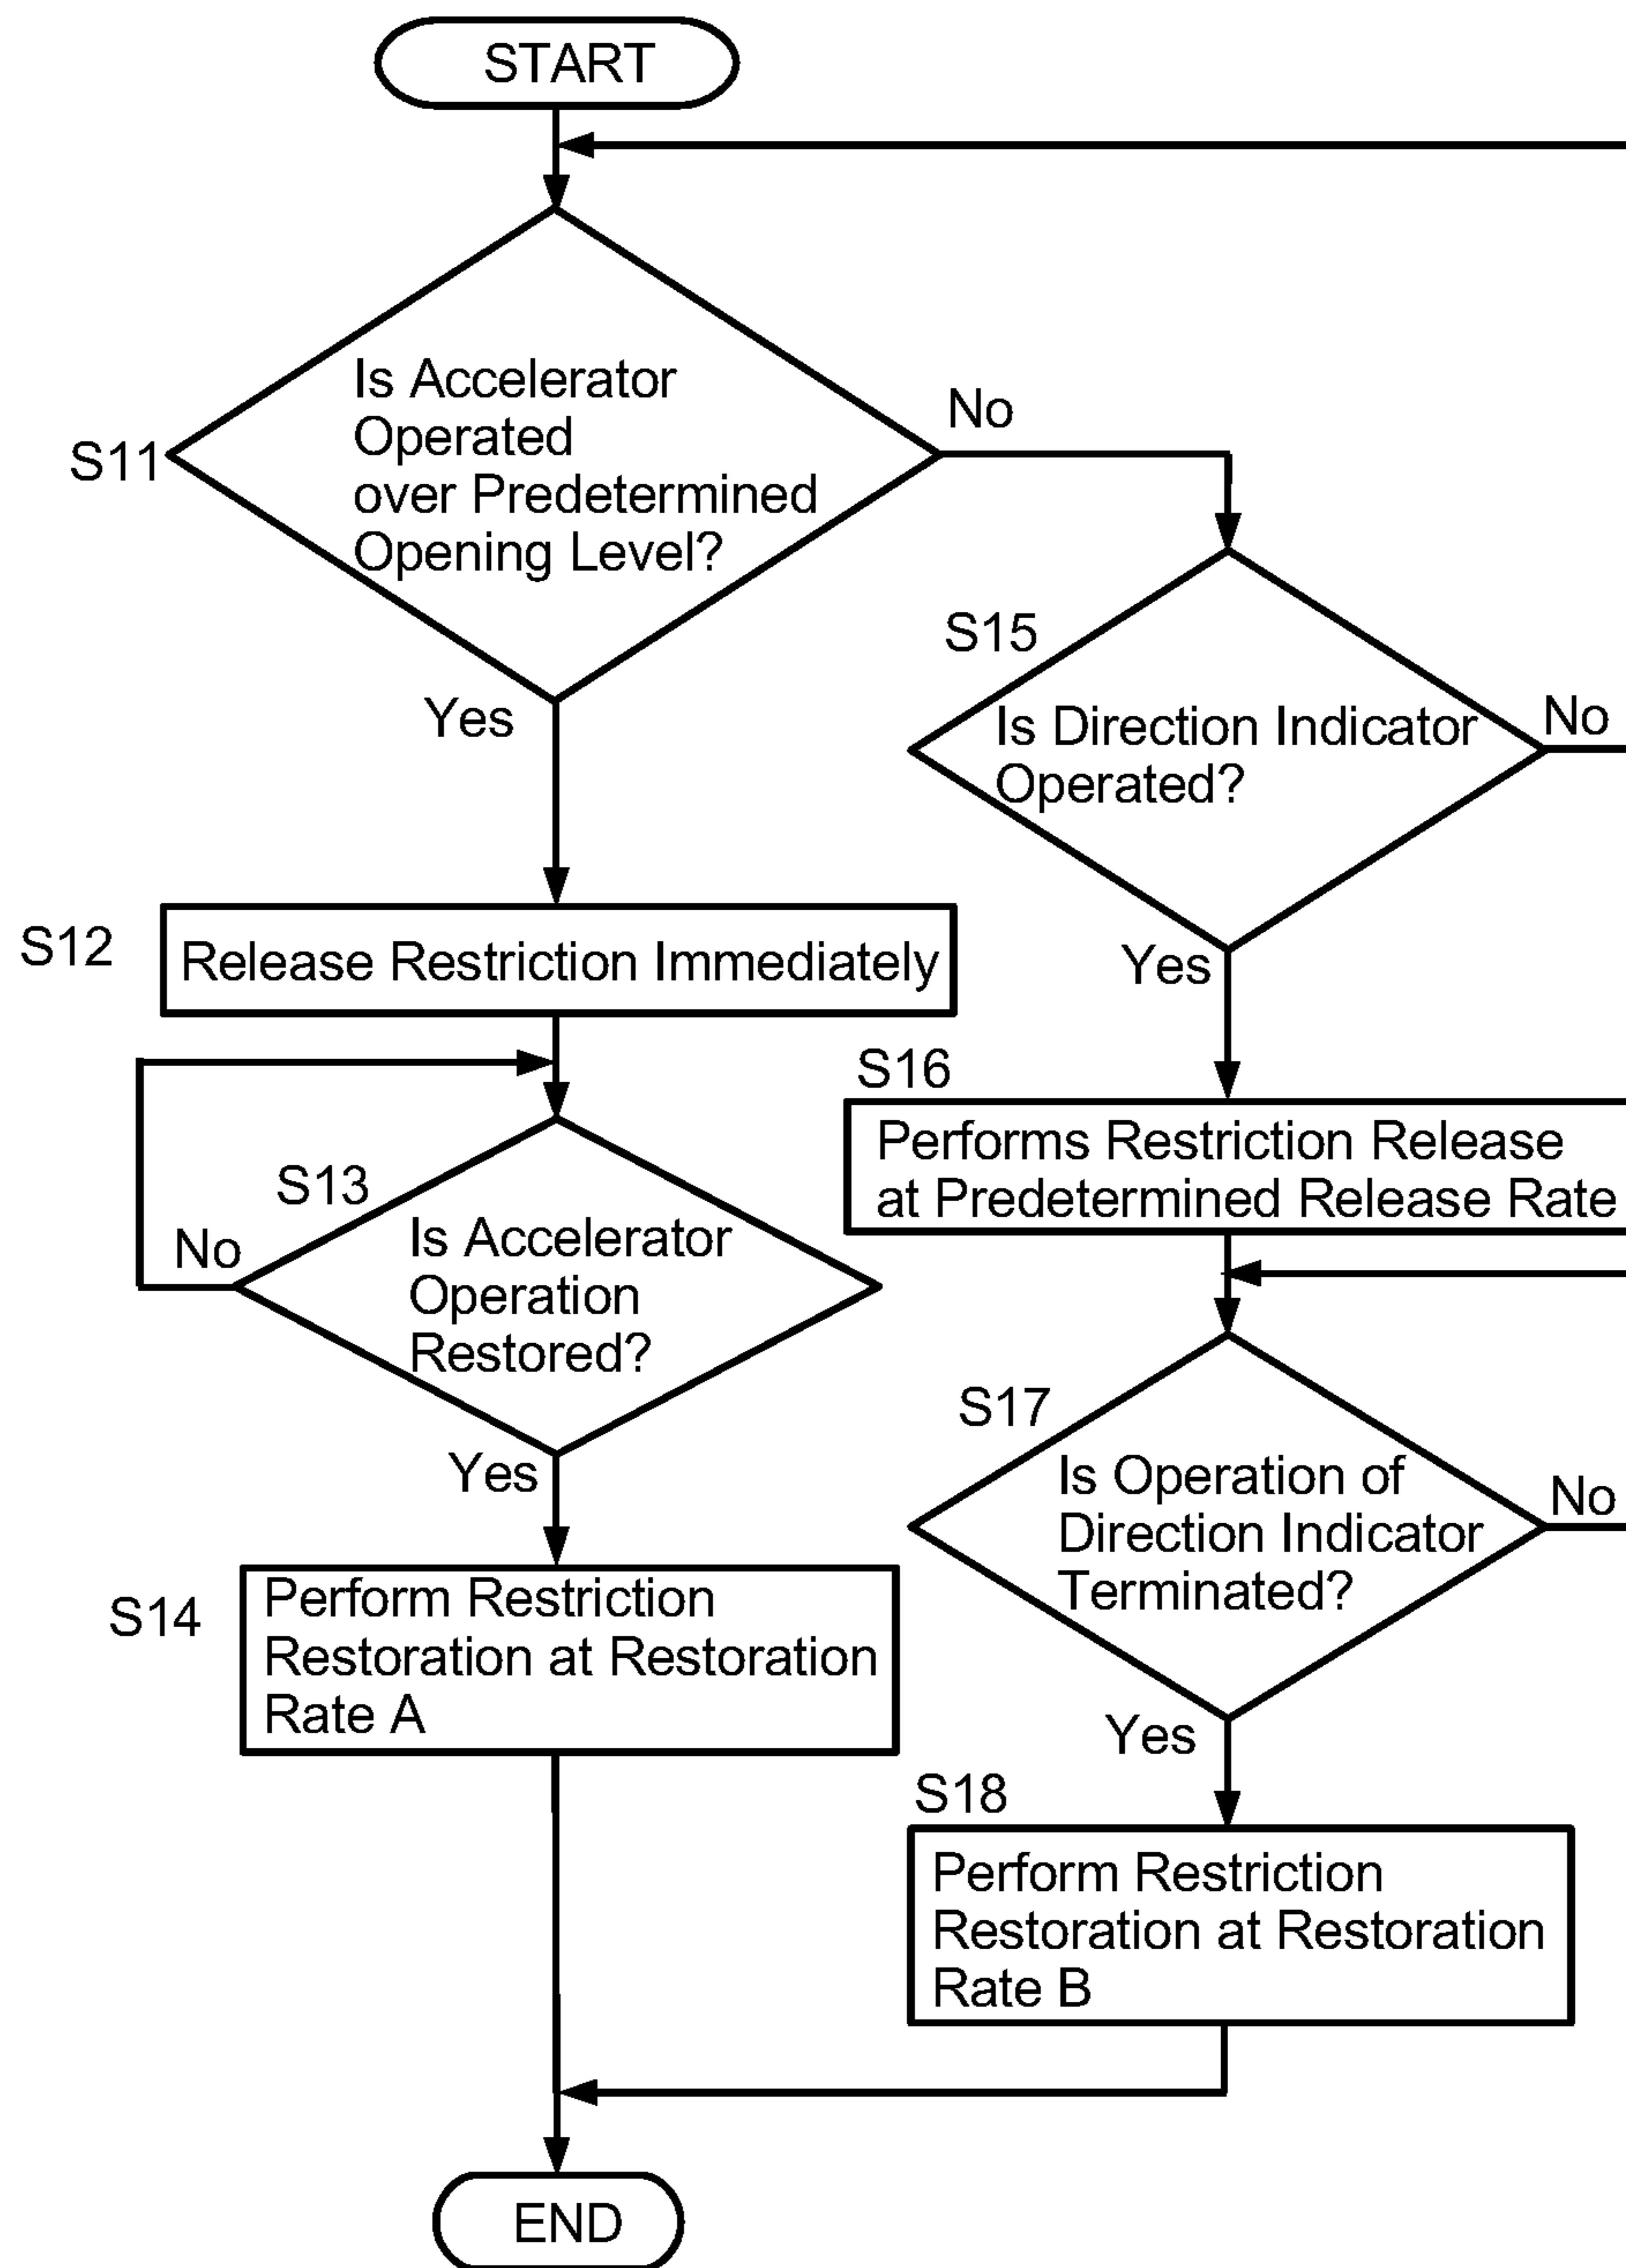 START
S11
Is Accelerator
Operated
over Predetermined
Opening Level?
No
Yes
S12
Release Restriction Immediately
S13
Is Accelerator
Operation
Restored?
No
Yes
S14
Perform Restriction
Restoration at Restoration
Rate A
S15
Is Direction Indicator
Operated?
No
Yes
S16
Performs Restriction Release
at Predetermined Release Rate
S17
Is Operation of
Direction Indicator
Terminated?
No
Yes
S18
Perform Restriction
Restoration at Restoration
Rate B
END